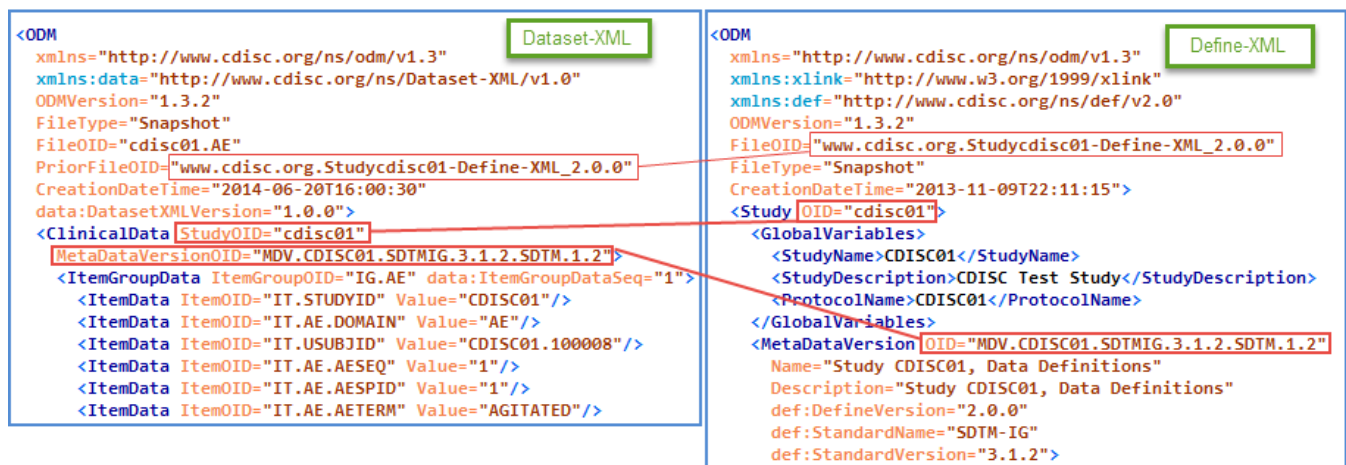 Dataset-XML
<ODM
xmlns="http://www.cdisc.org/ns/odm/v1.3"
xmlns:data="http://www.cdisc.org/ns/Dataset-XML/v1.0"
ODMVersion="1.3.2"
FileType="Snapshot"
FileOID="cdisc01.AE"
PriorFileOID="www.cdisc.org.Studycdisc01-Define-XML_2.0.0"
CreationDateTime="2014-06-20T16:00:30"
data:DatasetXMLVersion="1.0.0">
<ClinicalData StudyOID="cdisc01"
MetaDataVersionOID="MDV.CDISC01.SDTMIG.3.1.2.SDTM.1.2">
<ItemGroupData ItemGroupOID="IG.AE" data:ItemGroupDataSeq="1">
<ItemData ItemOID="IT.STUDYID" Value="CDISC01"/>
<ItemData ItemOID="IT.AE.DOMAIN" Value="AE"/>
<ItemData ItemOID="IT.USUBJID" Value="CDISC01.100008"/>
<ItemData ItemOID="IT.AE.AESEQ" Value="1"/>
<ItemData ItemOID="IT.AE.AESPID" Value="1"/>
<ItemData ItemOID="IT.AE.AETERM" Value="AGITATED"/>
Define-XML
<ODM
xmlns="http://www.cdisc.org/ns/odm/v1.3"
xmlns:xlink="http://www.w3.org/1999/xlink"
xmlns:def="http://www.cdisc.org/ns/def/v2.0"
ODMVersion="1.3.2"
FileOID="www.cdisc.org.Studycdisc01-Define-XML_2.0.0"
FileType="Snapshot"
CreationDateTime="2013-11-09T22:11:15">
<Study OID="cdisc01">
<GlobalVariables>
<StudyName>CDISC01</StudyName>
<StudyDescription>CDISC Test Study</StudyDescription>
<ProtocolName>CDISC01</ProtocolName>
</GlobalVariables>
<MetaDataVersion OID="MDV.CDISC01.SDTMIG.3.1.2.SDTM.1.2"
Name="Study CDISC01, Data Definitions"
Description="Study CDISC01, Data Definitions"
def:DefineVersion="2.0.0"
def:StandardName="SDTM-IG"
def:StandardVersion="3.1.2">